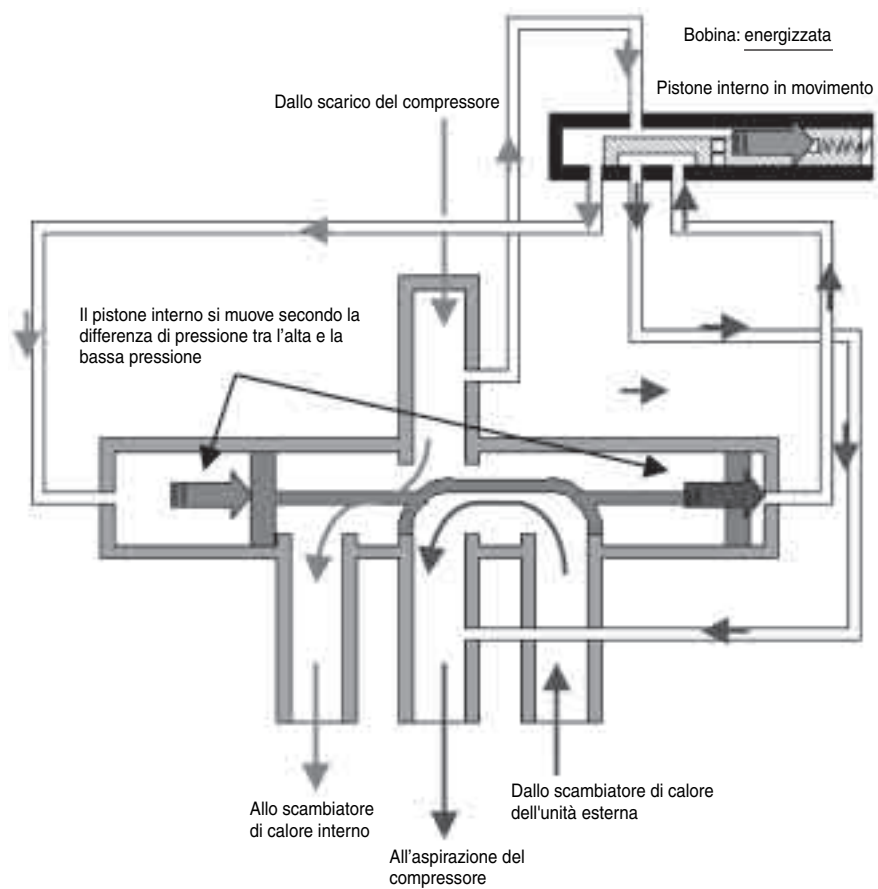 Bobina: energizzata
Pistone interno in movimento
Dallo scarico del compressore
Il pistone interno si muove secondo la
differenza di pressione tra l'alta e la
bassa pressione
Allo scambiatore
di calore interno
Dallo scambiatore di calore
dell'unità esterna
All'aspirazione del
compressore